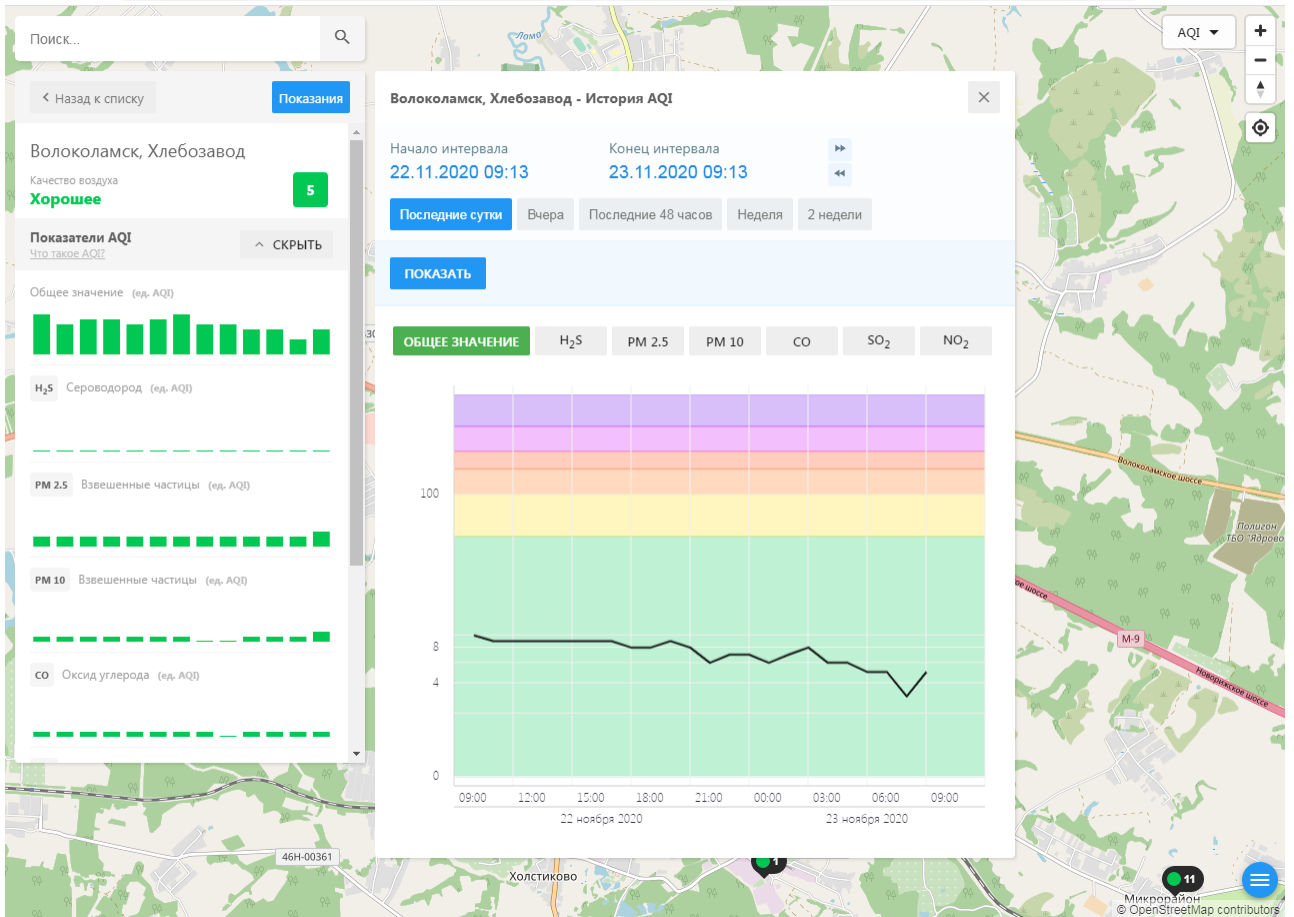 Поиск...
AQI
Ломо
Назад к списку
Показания
Волоколамск, Хлебозавод
Качество воздуха
Хорошее
5
Показатели AQI
Что такое AQI?
СКРЫТЬ
Общее значение (ед. AQI)
H2S Сероводород (ед. AQI)
PM 2.5 Взвешенные частицы (ед. AQI)
PM 10 Взвешенные частицы (ед. AQI)
CO Оксид углерода (ед. AQI)
Волоколамск, Хлебозавод - История AQI
Начало интервала
22.11.2020 09:13
Конец интервала
23.11.2020 09:13
Последние сутки
Вчера
Последние 48 часов
Неделя
2 недели
ПОКАЗАТЬ
ОБЩЕЕ ЗНАЧЕНИЕ
H2S
PM 2.5
PM 10
CO
SO2
NO2
100
8
4
0
09:00 12:00 15:00 18:00 21:00 00:00 03:00 06:00 09:00
22 ноября 2020 23 ноября 2020
Волоколамское шоссе
Полигон
ТБО "Ядрово
М-9
Новорижское шоссе
46Н-00361
Холстиково
1
11
Микрорайон
© OpenStreetMap contributors